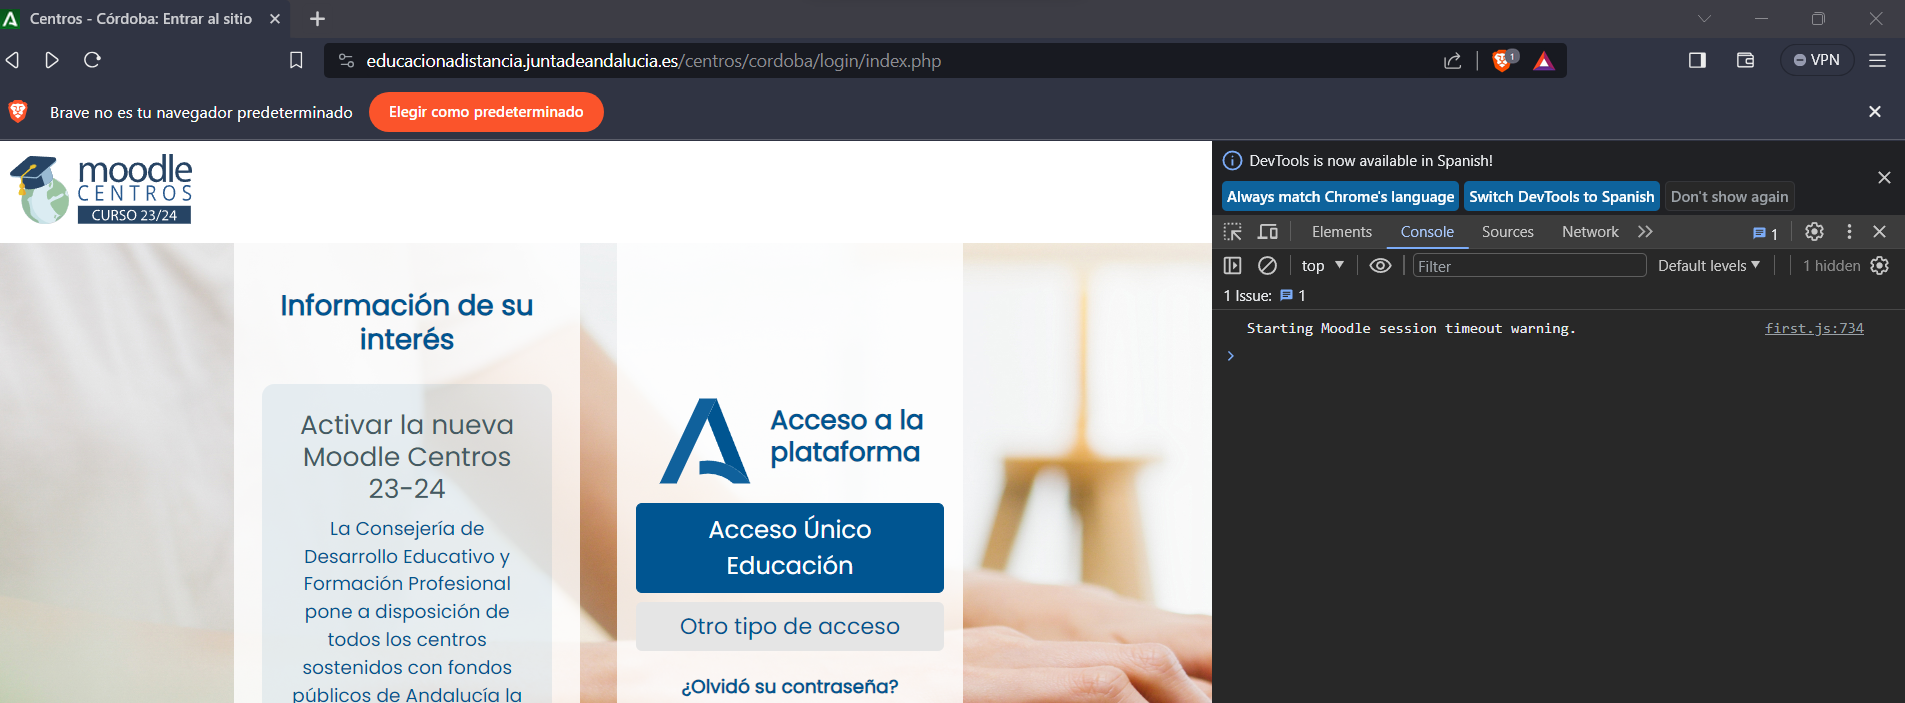 Centros - Córdoba: Entrar al sitio
educacionadistancia.juntadeandalucia.es/centros/cordoba/login/index.php
1
VPN
Brave no es tu navegador predeterminado
Elegir como predeterminado
moodle
CENTROS
CURSO 23/24
Información de su
interés
Activar la nueva
Moodle Centros
23-24
La Consejería de
Desarrollo Educativo y
Formación Profesional
pone a disposición de
todos los centros
sostenidos con fondos
públicos de Andalucía la
Acceso a la
plataforma
Acceso Único
Educación
Otro tipo de acceso
¿Olvidó su contraseña?
DevTools is now available in Spanish!
Always match Chrome's language
Switch DevTools to Spanish
Don't show again
Elements
Console
Sources
Network
1
top
Filter
Default levels
1 hidden
1 Issue:
1
Starting Moodle session timeout warning.
first.js:734